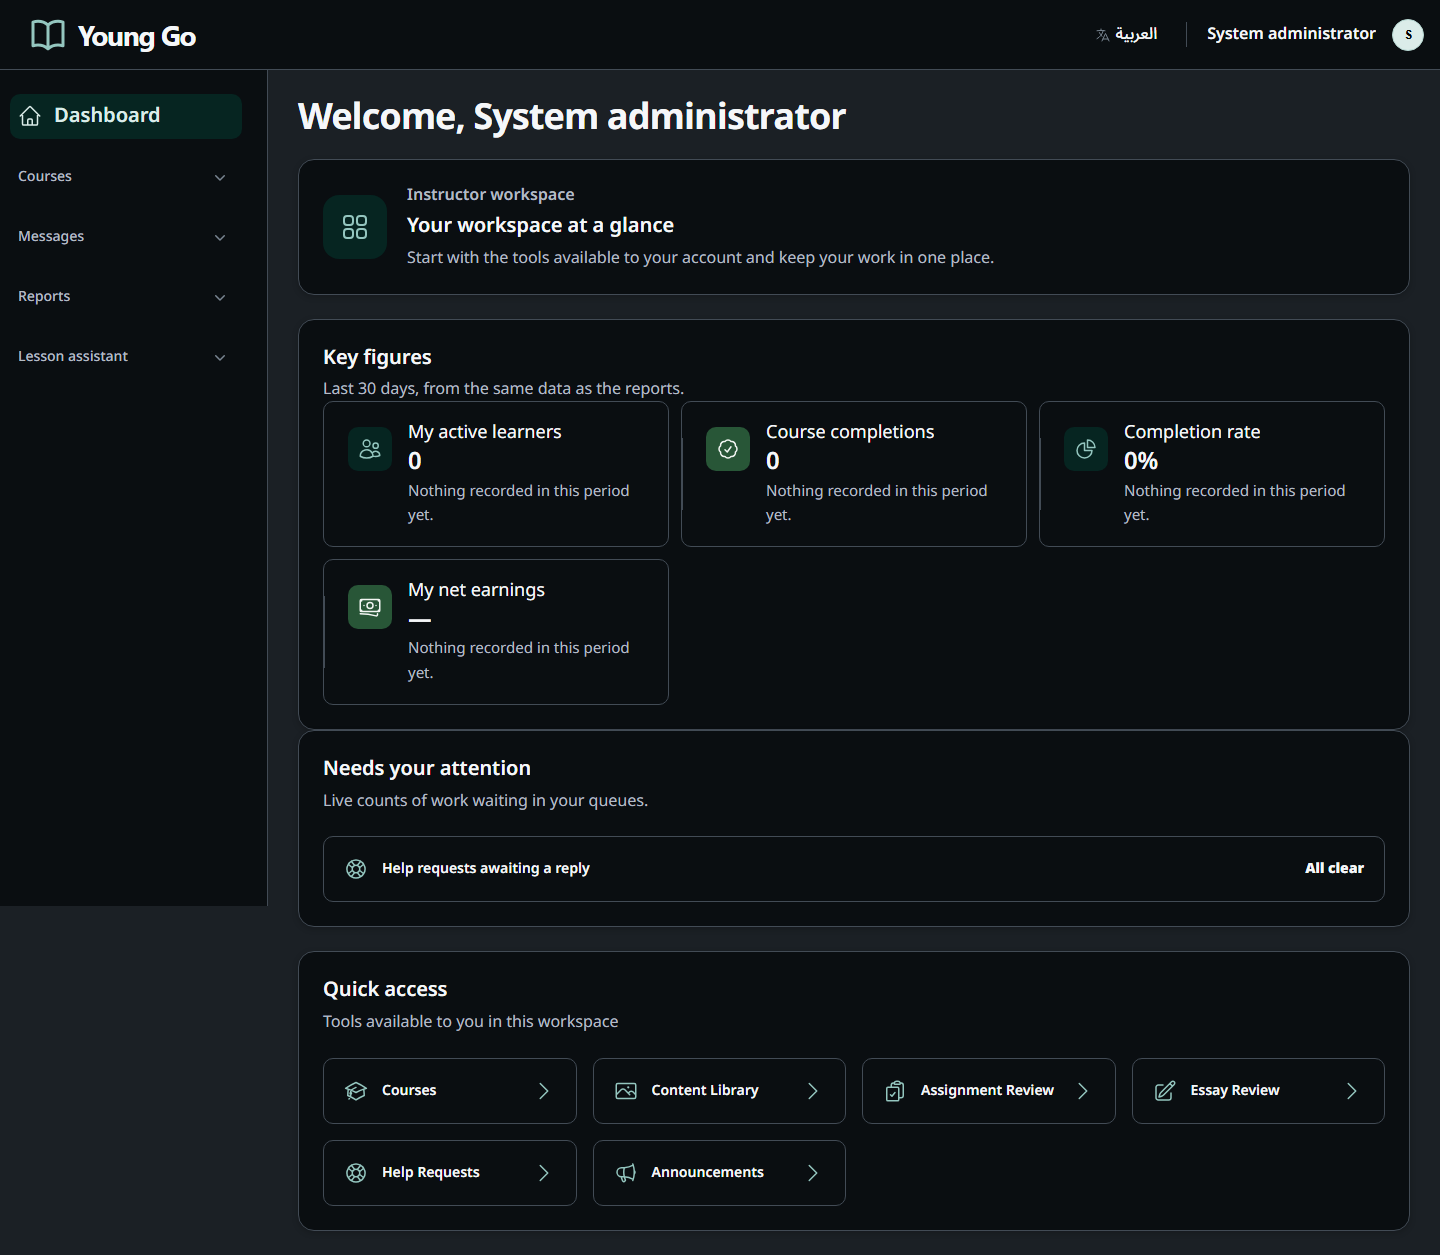 Young Go
العربية
System administrator
S
Dashboard
Courses
Messages
Reports
Lesson assistant
Welcome, System administrator
Instructor workspace
Your workspace at a glance
Start with the tools available to your account and keep your work in one place.
Key figures
Last 30 days, from the same data as the reports.
My active learners
0
Nothing recorded in this period
yet.
Course completions
0
Nothing recorded in this period
yet.
Completion rate
0%
Nothing recorded in this period
yet.
My net earnings
—
Nothing recorded in this period
yet.
Needs your attention
Live counts of work waiting in your queues.
Help requests awaiting a reply
All clear
Quick access
Tools available to you in this workspace
Courses
Content Library
Assignment Review
Essay Review
Help Requests
Announcements